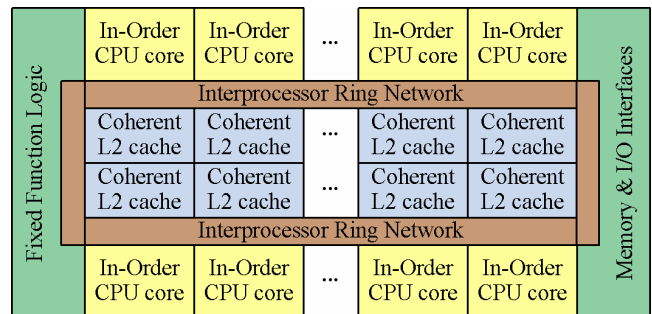 Fixed Function Logic
In-Order
CPU core
In-Order
CPU core
...
In-Order
CPU core
In-Order
CPU core
Memory & I/O Interfaces
Interprocessor Ring Network
Coherent
L2 cache
Coherent
L2 cache
...
Coherent
L2 cache
Coherent
L2 cache
Coherent
L2 cache
Coherent
L2 cache
...
Coherent
L2 cache
Coherent
L2 cache
Interprocessor Ring Network
In-Order
CPU core
In-Order
CPU core
...
In-Order
CPU core
In-Order
CPU core